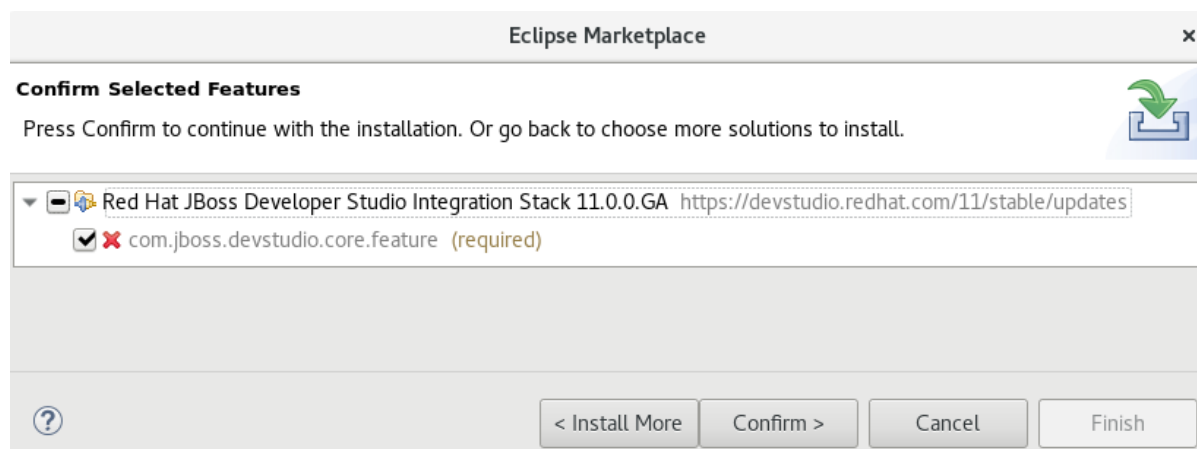 Eclipse Marketplace
Confirm Selected Features
Press Confirm to continue with the installation. Or go back to choose more solutions to install.
Red Hat JBoss Developer Studio Integration Stack 11.0.0.GA https://devstudio.redhat.com/11/stable/updates
com.jboss.devstudio.core.feature (required)
< Install More Confirm > Cancel Finish